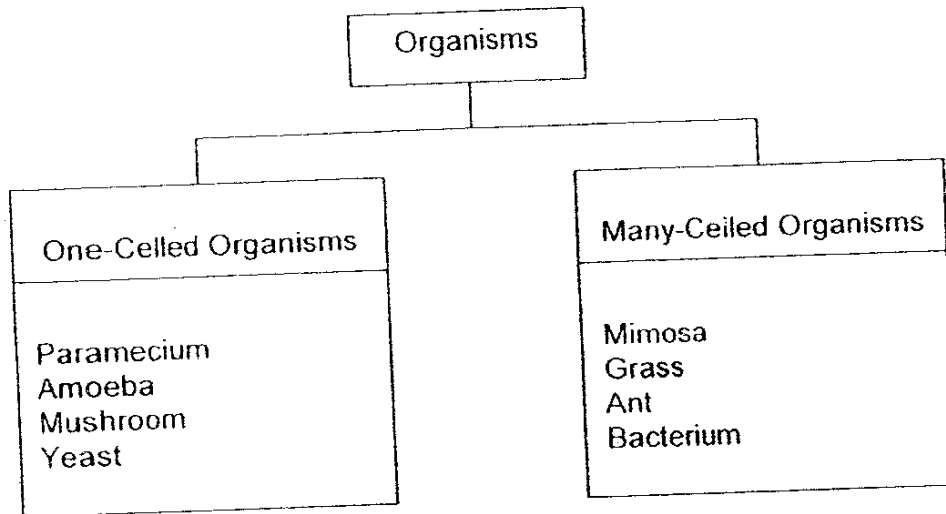 Organisms
One-Celled Organisms
Paramecium
Amoeba
Mushroom
Yeast
Many-Ceiled Organisms
Mimosa
Grass
Ant
Bacterium